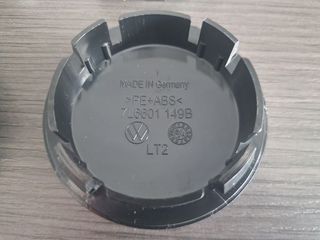 MADE IN Germany
>PE+ABS<
7L6601 149B
LT2